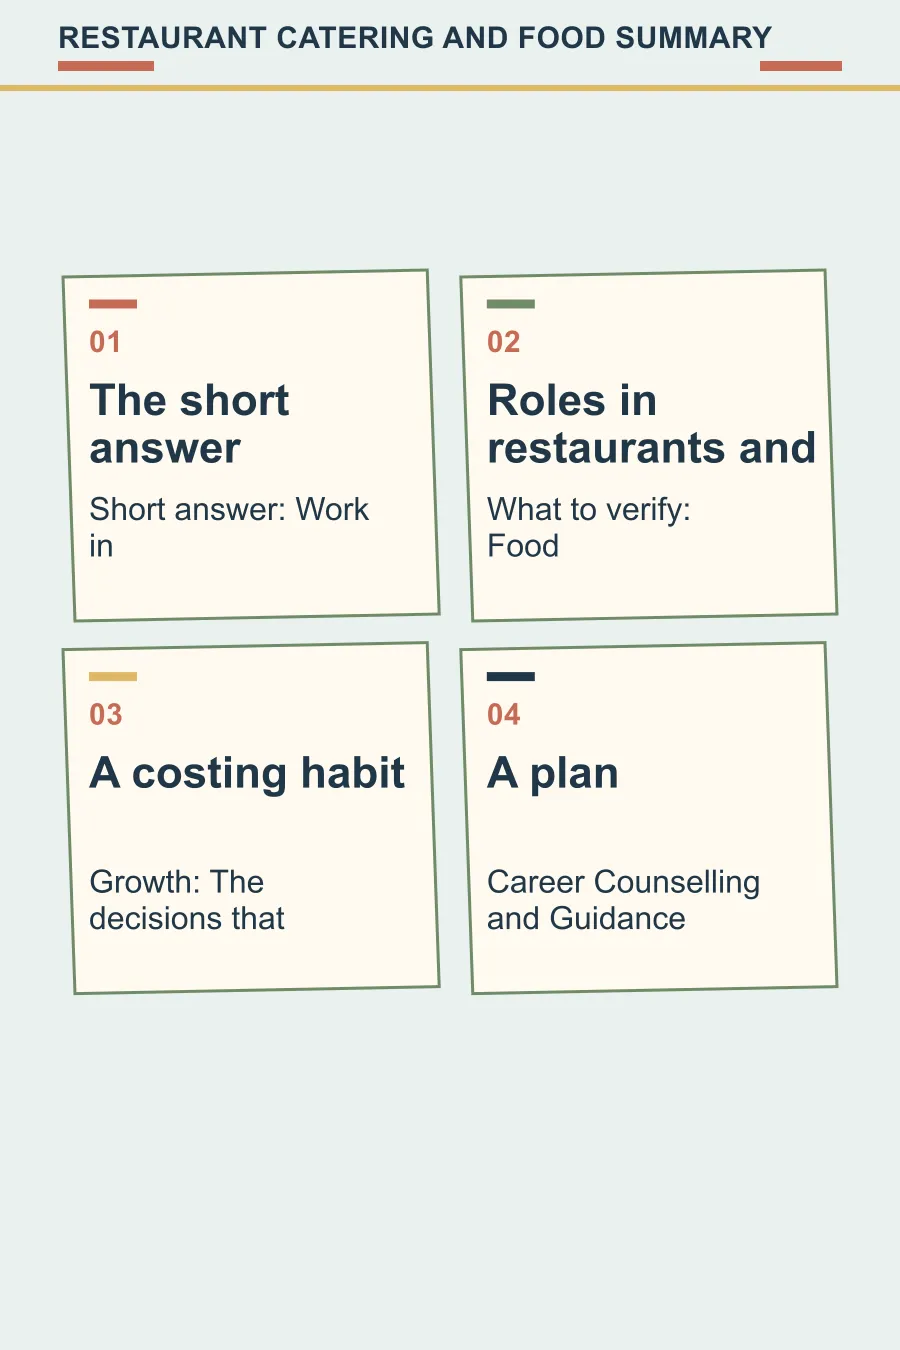 RESTAURANT CATERING AND FOOD SUMMARY
01
The short
answer
Short answer: Work
in
02
Roles in
restaurants and
What to verify:
Food
03
A costing habit
Growth: The
decisions that
04
A plan
Career Counselling
and Guidance